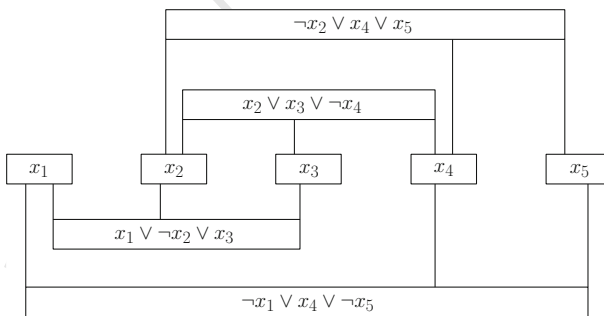 ¬x₂ ∨ x₄ ∨ x₅
x₂ ∨ x₃ ∨ ¬x₄
x₁ x₂ x₃ x₄ x₅
x₁ ∨ ¬x₂ ∨ x₃
¬x₁ ∨ x₄ ∨ ¬x₅